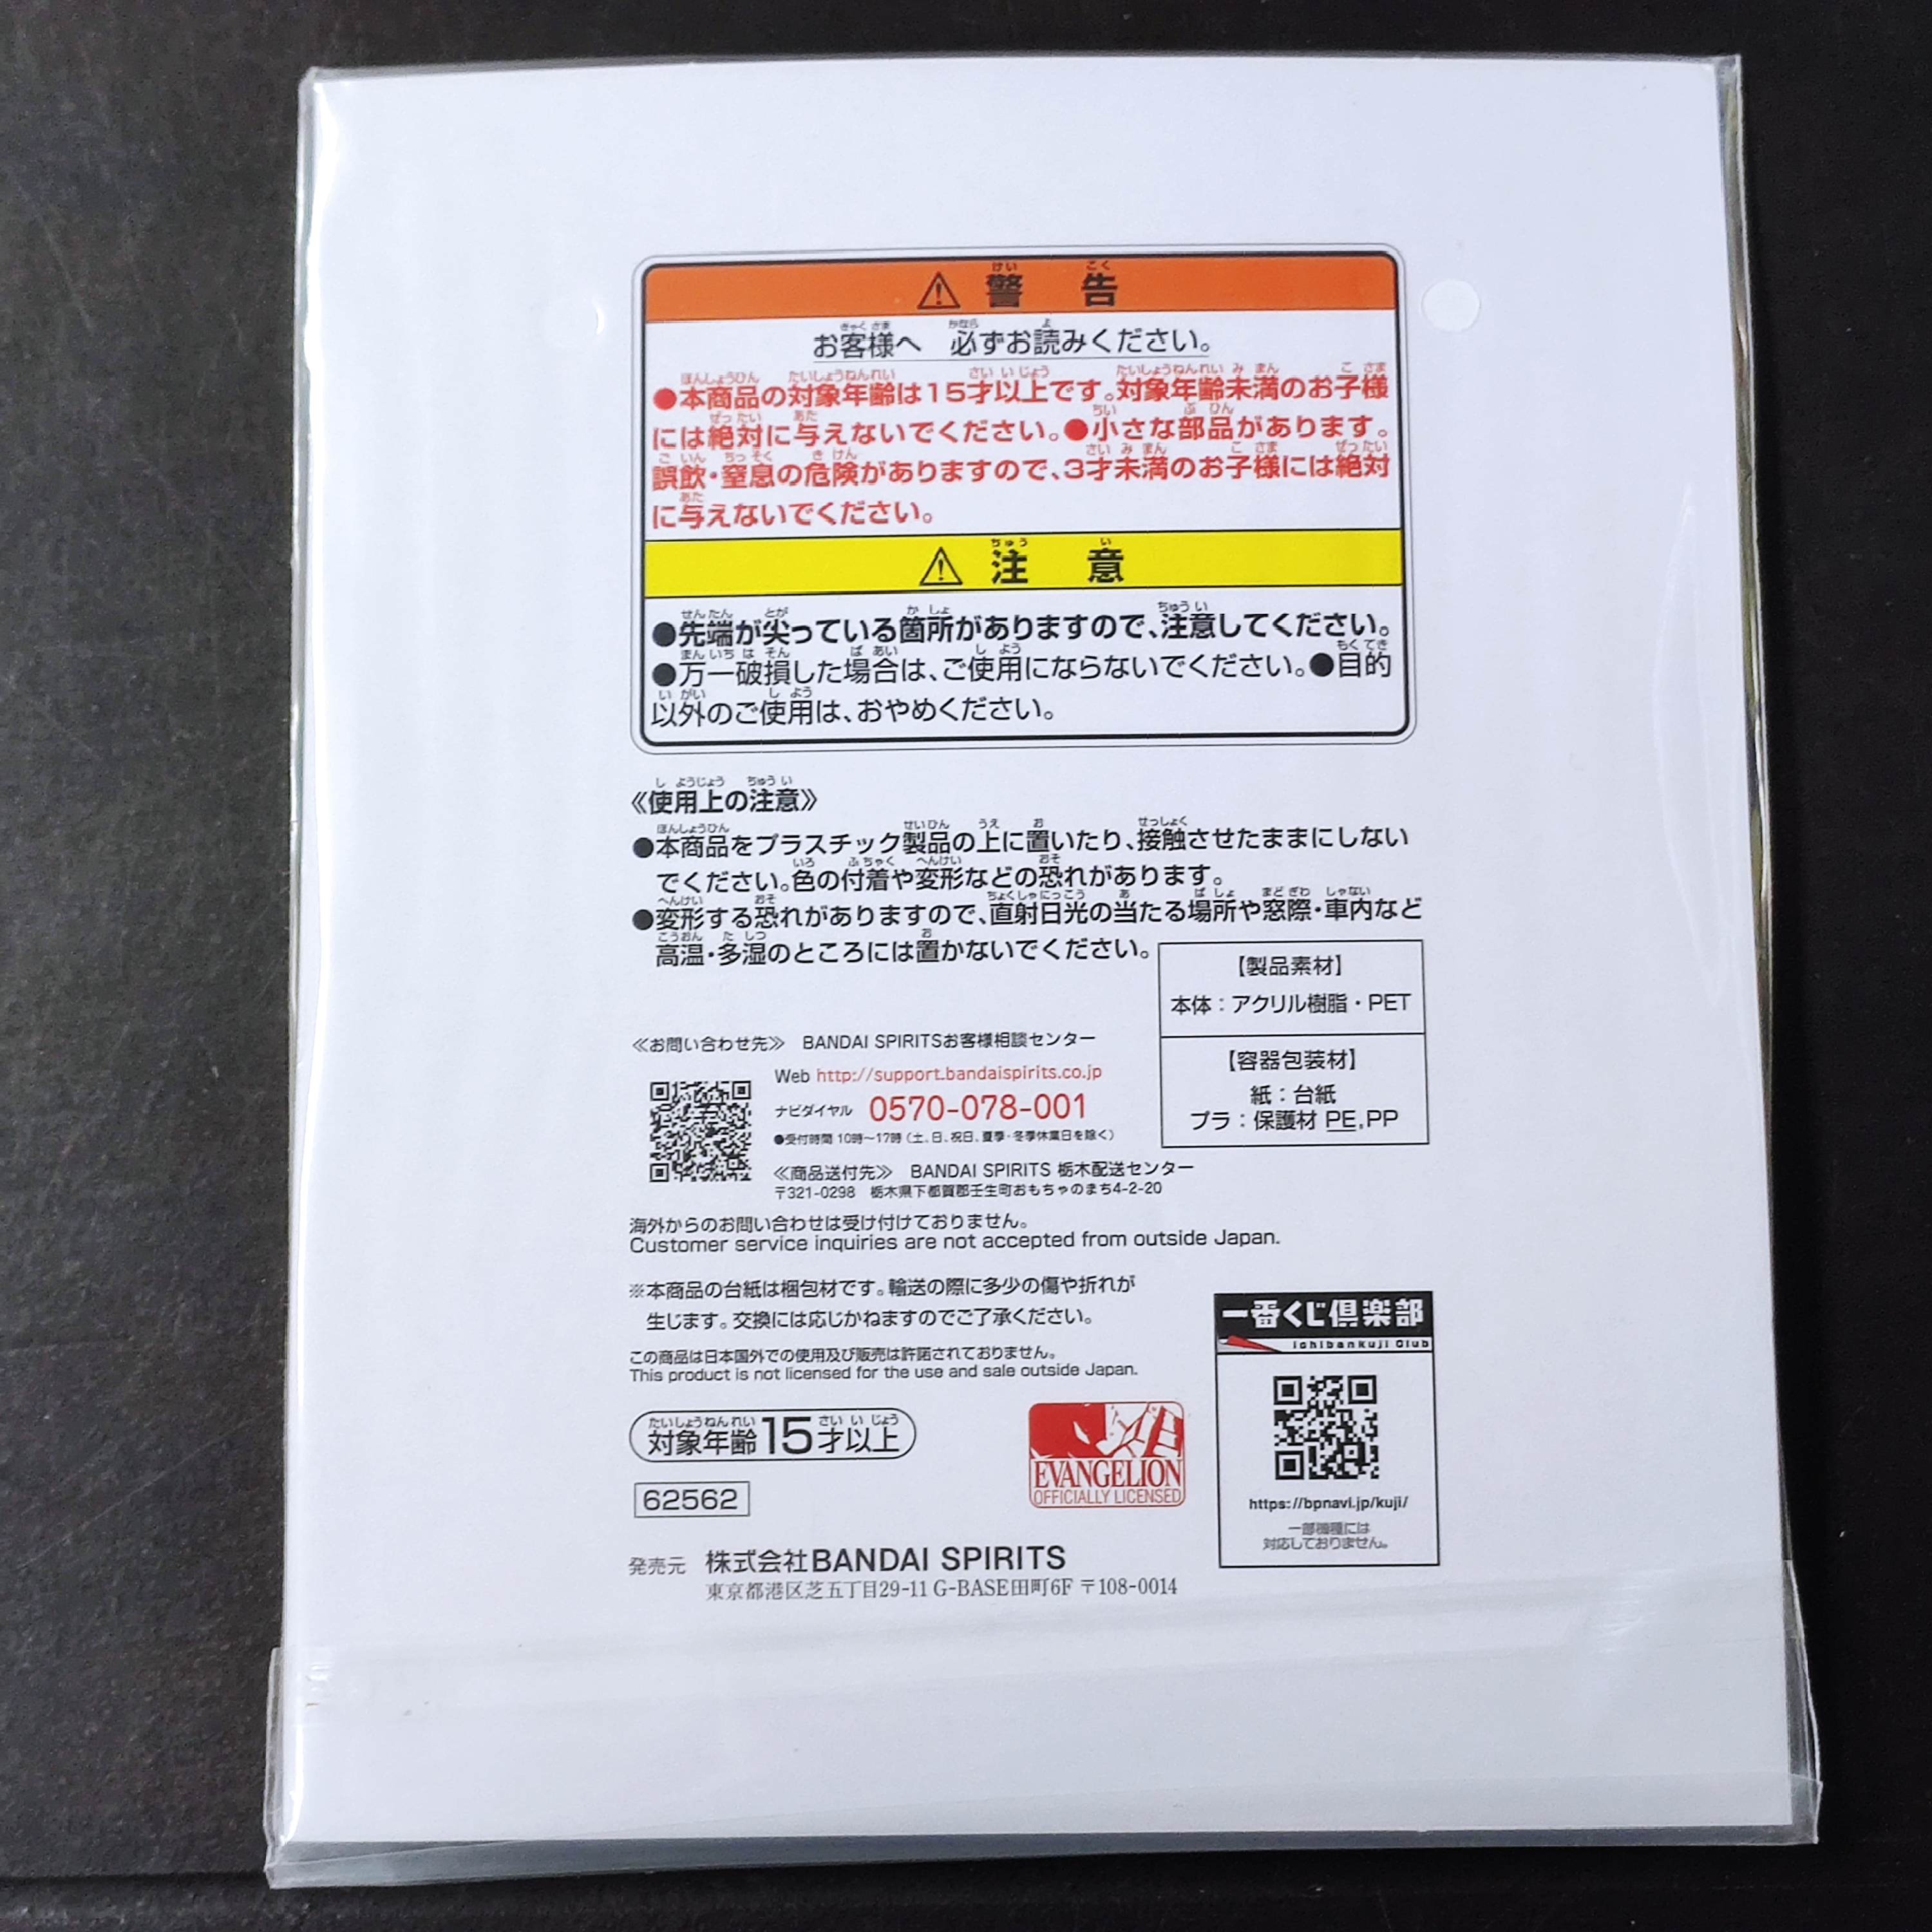 警告
お客様へ 必ずお読みください。
●本商品の対象年齢は15才以上です。対象年齢未満のお子様
には絶対に与えないでください。●小さな部品があります。
誤飲・窒息の危険がありますので、3才未満のお子様には絶対
に与えないでください。
注意
●先端が尖っている箇所がありますので、注意してください。
●万一破損した場合は、ご使用にならないでください。●目的
以外のご使用は、おやめください。
《使用上の注意》
●本商品をプラスチック製品の上に置いたり、接触させたままにしない
でください。色の付着や変形などの恐れがあります。
●変形する恐れがありますので、直射日光の当たる場所や窓際・車内など
高温・多湿のところには置かないでください。
【製品素材】
本体：アクリル樹脂・PET
【容器包装材】
紙：台紙
プラ：保護材 PE,PP
≪お問い合わせ先≫ BANDAI SPIRITSお客様相談センター
Web http://support.bandaispirits.co.jp
ナビダイヤル 0570-078-001
●受付時間 10時～17時（土、日、祝日、夏季・冬季休業日を除く）
≪商品送付先≫ BANDAI SPIRITS 栃木配送センター
〒321-0298 栃木県下都賀郡壬生町おもちゃのまち4-2-20
海外からのお問い合わせは受け付けておりません。
Customer service inquiries are not accepted from outside Japan.
※本商品の台紙は梱包材です。輸送の際に多少の傷や折れが
生じます。交換には応じかねますのでご了承ください。
この商品は日本国外での使用及び販売は許諾されておりません。
This product is not licensed for the use and sale outside Japan.
対象年齢15才以上
62562
EVANGELION
OFFICIALLY LICENSED
一番くじ倶楽部
Ichibankuji Club
https://bpnavi.jp/kuji/
一部機種には
対応しておりません。
発売元 株式会社BANDAI SPIRITS
東京都港区芝五丁目29-11 G-BASE田町6F 〒108-0014